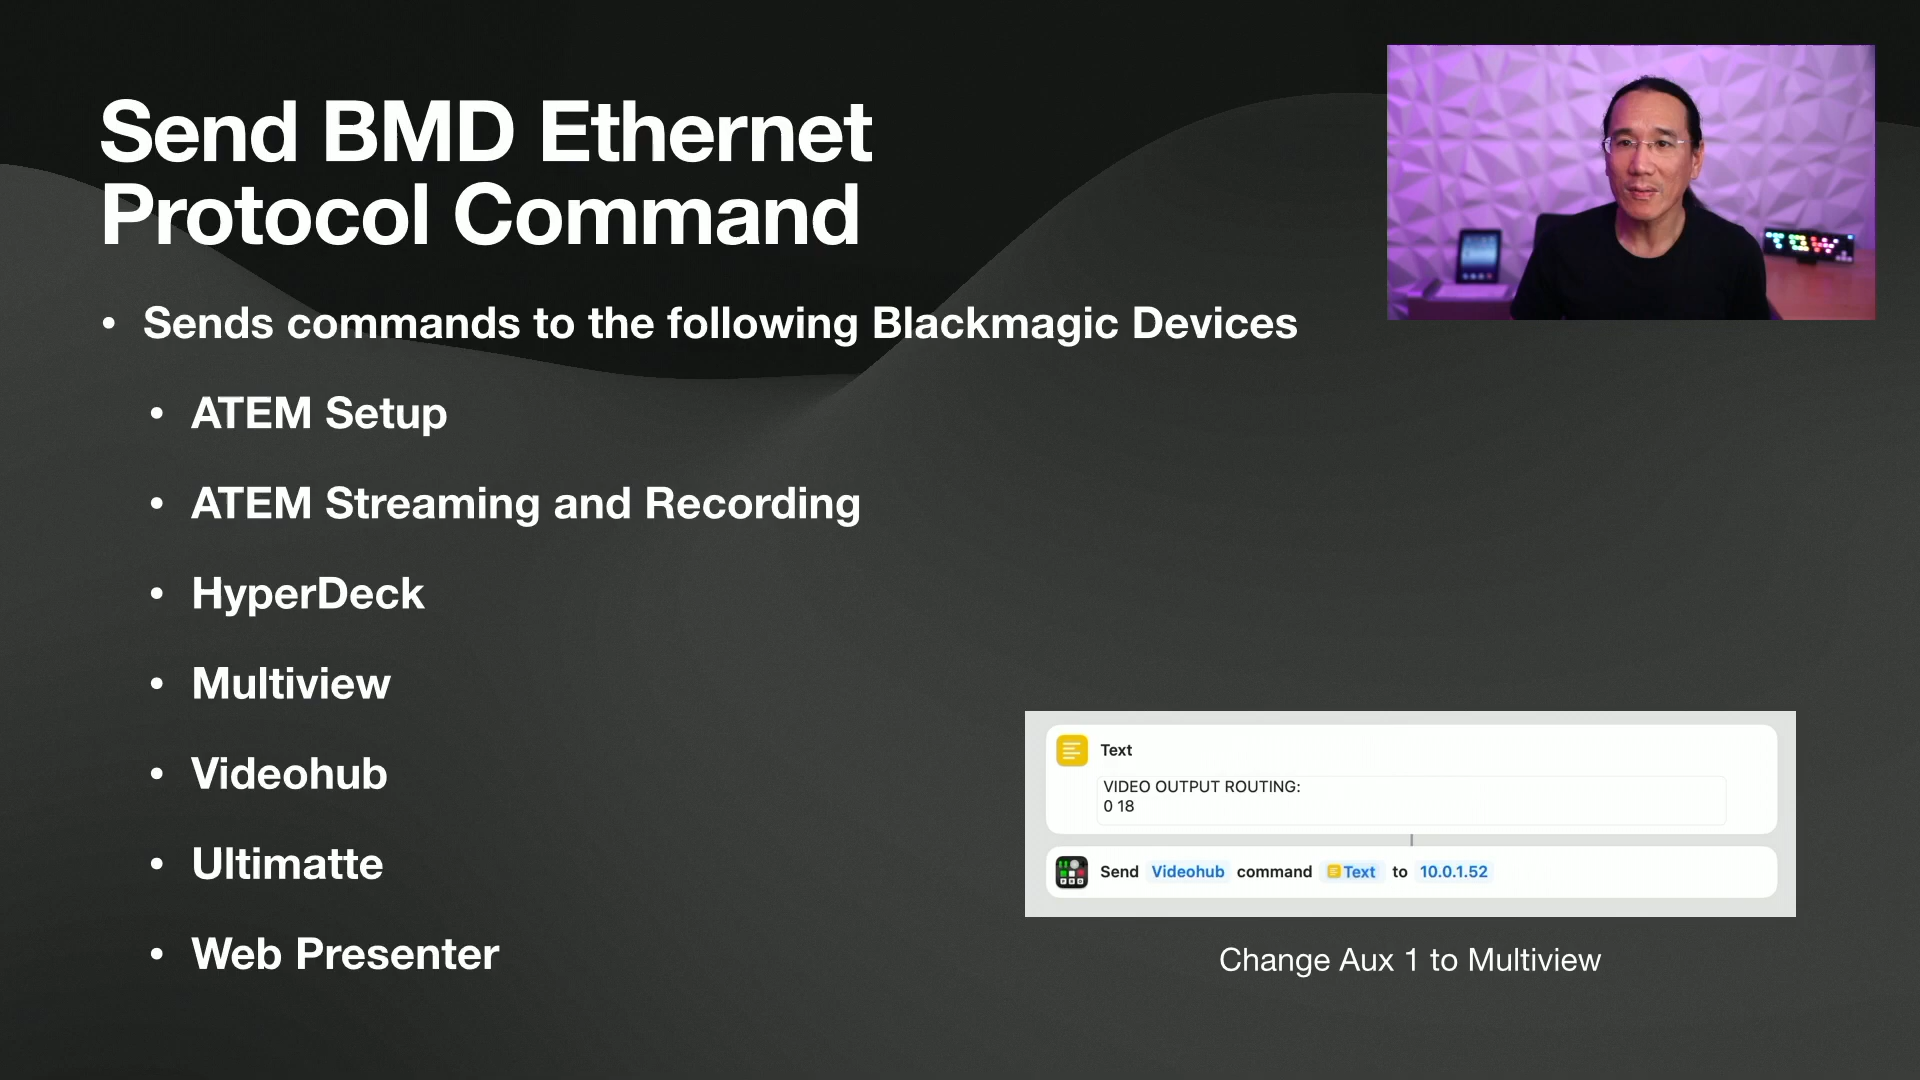 Send BMD Ethernet
Protocol Command
• Sends commands to the following Blackmagic Devices
• ATEM Setup
• ATEM Streaming and Recording
• HyperDeck
• Multiview
• Videohub
• Ultimatte
• Web Presenter
Text
VIDEO OUTPUT ROUTING:
0 18
Send Videohub command Text to 10.0.1.52
Change Aux 1 to Multiview